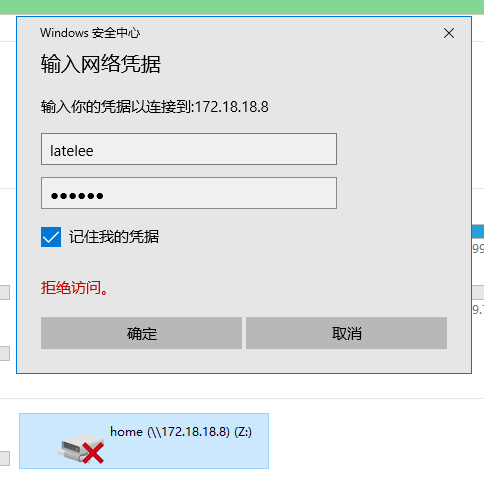 Windows 安全中心
输入网络凭据
输入你的凭据以连接到:172.18.18.8
latelee
●●●●●●
记住我的凭据
拒绝访问。
确定
取消
home (\\172.18.18.8) (Z:)